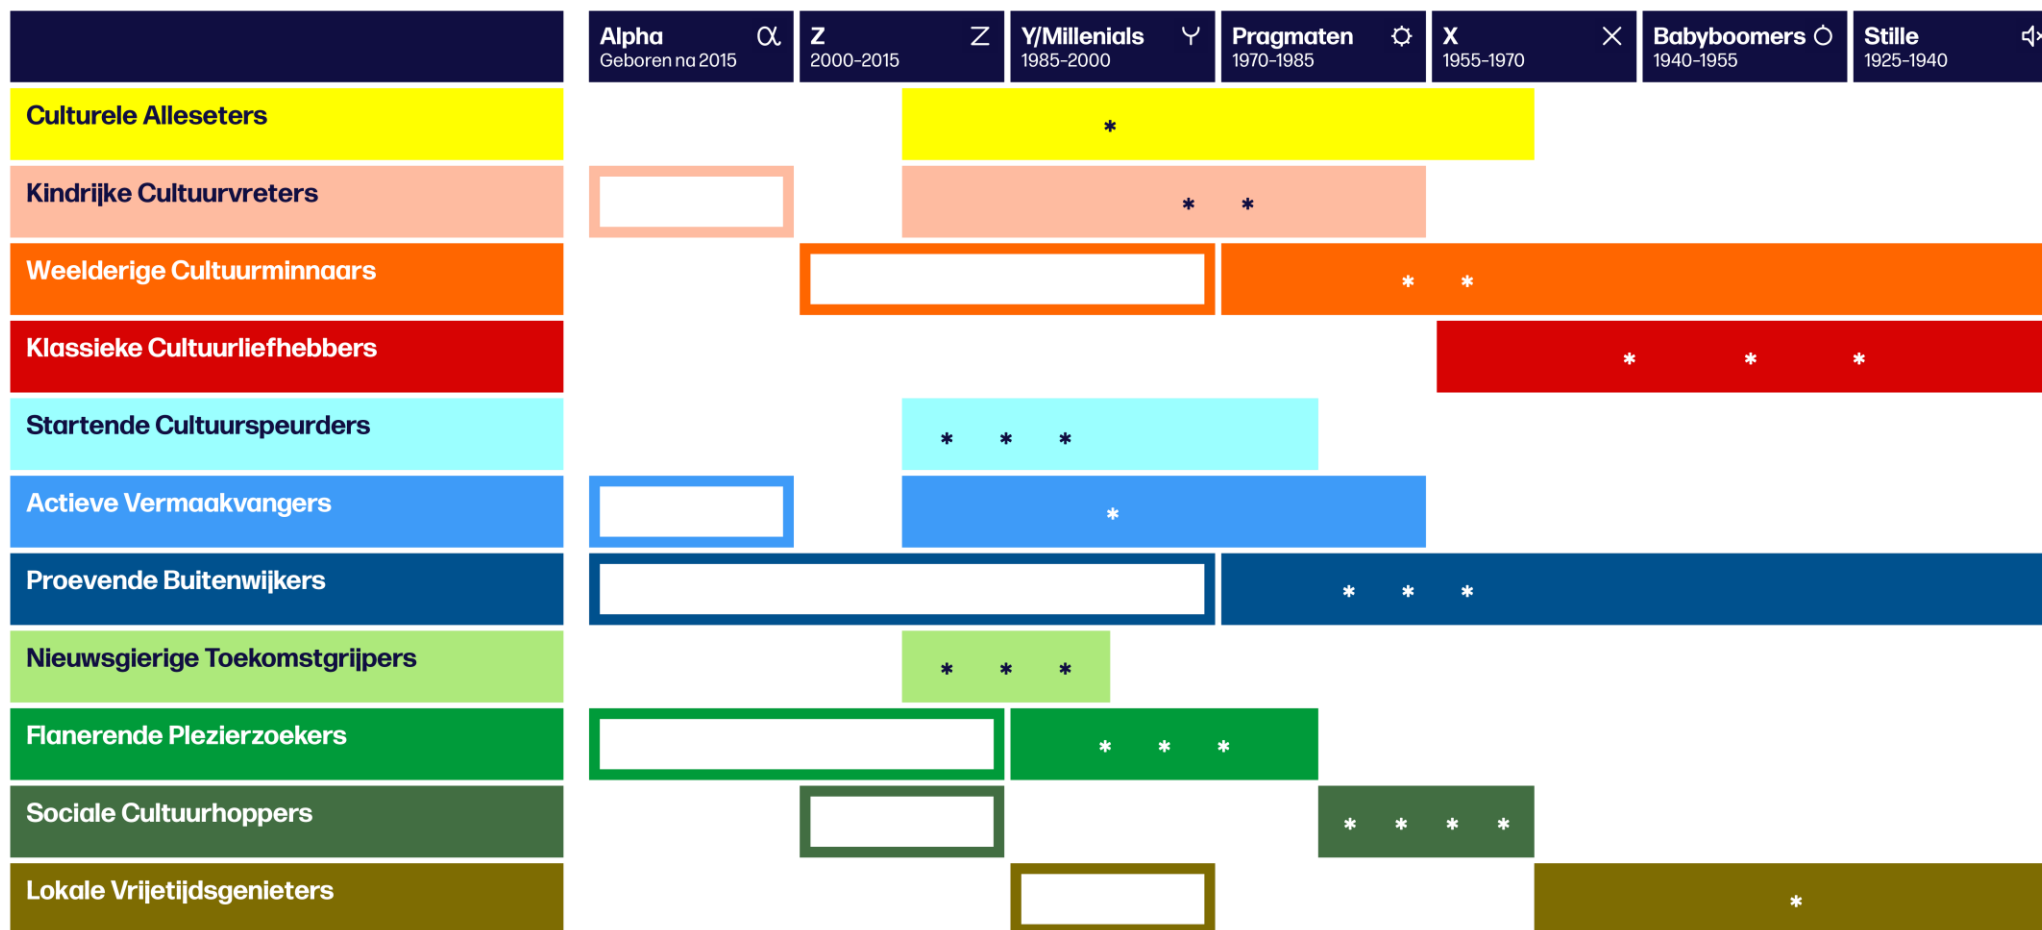 Alpha
Geboren na 2015
Z
2000–2015
Y/Millenials
1985–2000
Pragmaten
1970–1985
X
1955–1970
Babyboomers
1940–1955
Stille
1925–1940
Culturele Alleseters
*
Kindrijke Cultuurvreters
* *
Weelderige Cultuurminnaars
* *
Klassieke Cultuurliefhebbers
* * *
Startende Cultuurspeurders
* * *
Actieve Vermaakvangers
*
Proevende Buitenwijkers
* * *
Nieuwsgierige Toekomstgrijpers
* * *
Flanerende Plezierzoekers
* * *
Sociale Cultuurhoppers
* * * *
Lokale Vrijetijdsgenieters
*